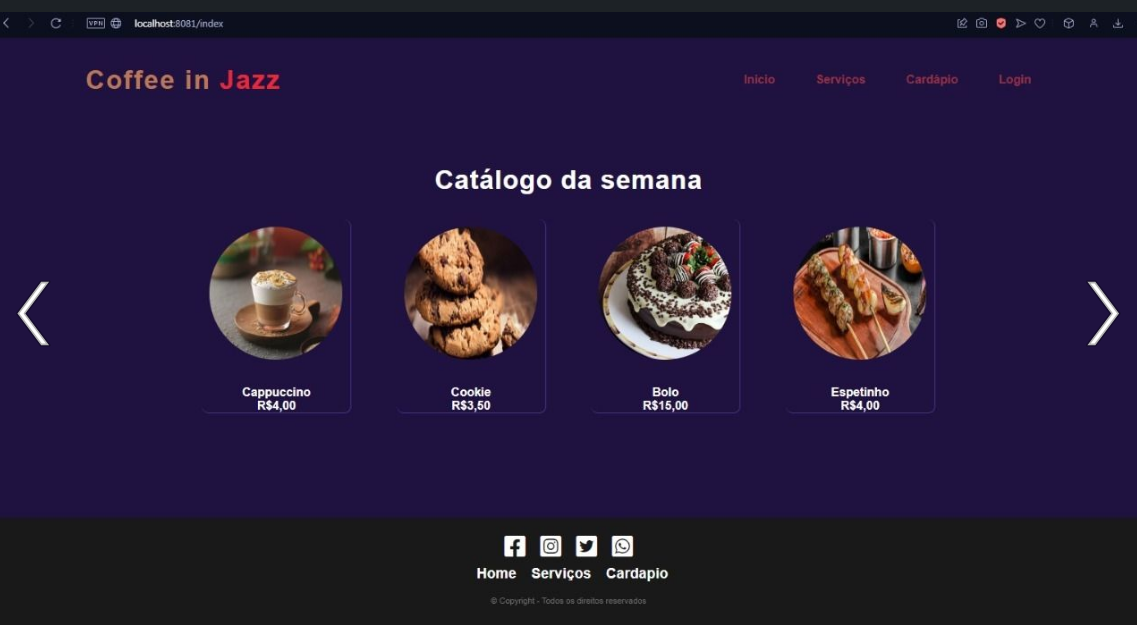 VPN localhost:8081/index
Coffee in Jazz
Início Serviços Cardápio Login
Catálogo da semana
Cappuccino
R$4,00
Cookie
R$3,50
Bolo
R$15,00
Espetinho
R$4,00
Home Serviços Cardapio
© Copyright - Todos os direitos reservados